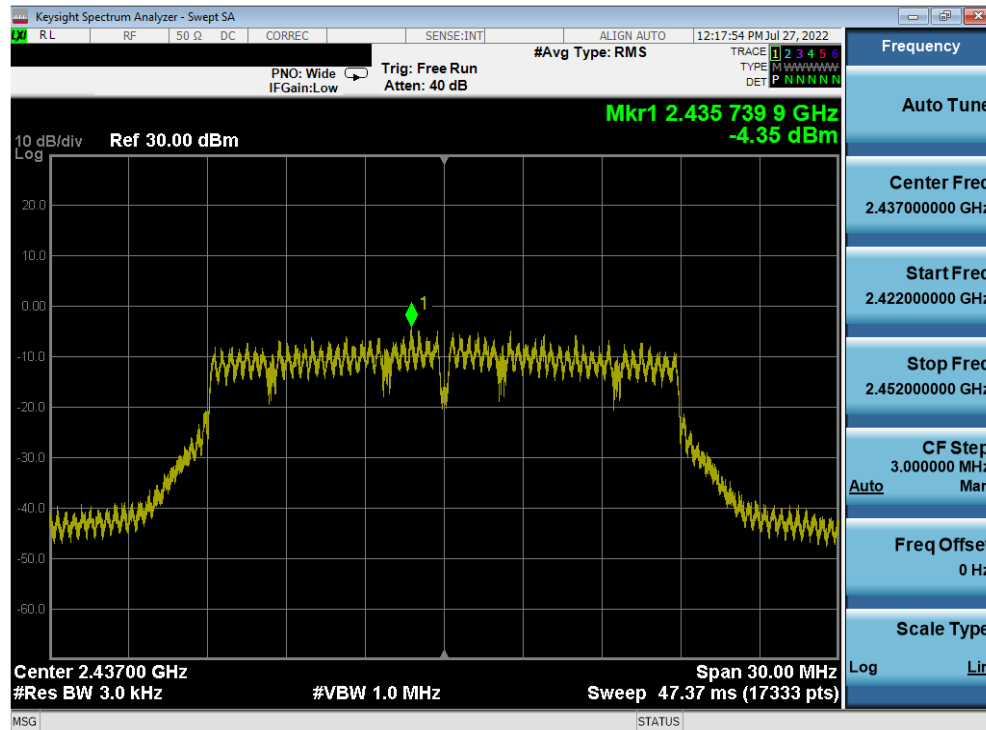 Keysight Spectrum Analyzer - Swept SA
LXI RL RF 50 Ω DC CORREC SENSE:INT ALIGN AUTO 12:17:54 PM Jul 27, 2022
Frequency
#Avg Type: RMS
TRACE 1 2 3 4 5 6
TYPE M WWWWW
DET P N N N N N
PNO: Wide
IFGain:Low
Trig: Free Run
Atten: 40 dB
Auto Tune
Mkr1 2.435 739 9 GHz
-4.35 dBm
10 dB/div Ref 30.00 dBm
Log
20.0
10.0
0.00
-10.0
-20.0
-30.0
-40.0
-50.0
-60.0
1
Center Freq
2.437000000 GHz
Start Freq
2.422000000 GHz
Stop Freq
2.452000000 GHz
CF Step
3.000000 MHz
Auto Man
Freq Offset
0 Hz
Scale Type
Log Lin
Center 2.43700 GHz Span 30.00 MHz
#Res BW 3.0 kHz #VBW 1.0 MHz Sweep 47.37 ms (17333 pts)
MSG STATUS